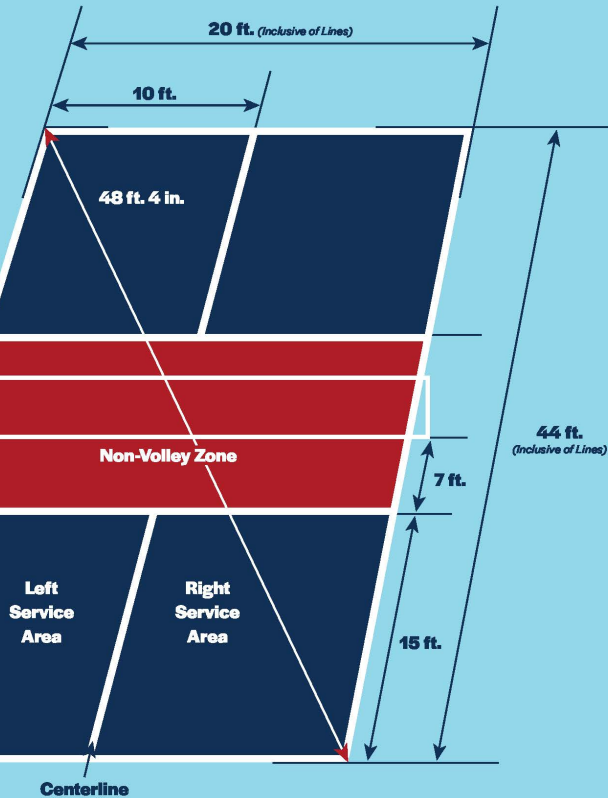 20 ft. (Inclusive of Lines)
10 ft.
48 ft. 4 in.
Non-Volley Zone
44 ft.
(Inclusive of Lines)
7 ft.
Left
Service
Area
Right
Service
Area
15 ft.
Centerline